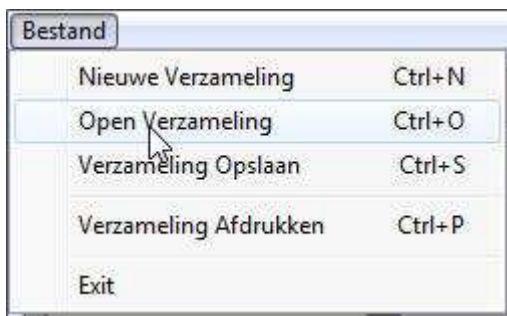 Bestand
Nieuwe Verzameling Ctrl+N
Open Verzameling Ctrl+O
Verzameling Opslaan Ctrl+S
Verzameling Afdrukken Ctrl+P
Exit